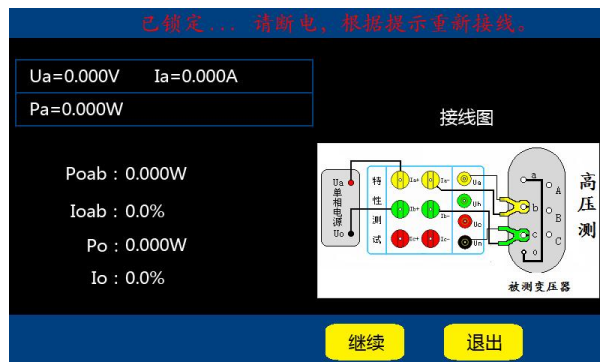 已锁定... 请断电，根据提示重新接线。
Ua=0.000V Ia=0.000A
Pa=0.000W
Poab：0.000W
Ioab：0.0%
Po：0.000W
Io：0.0%
接线图
Ua
单相电源
Uo
特性测试
Ia+ Ia- Ua
Ib+ Ib- Ub
Ic+ Ic- Uc
Un
a
b
c
o
A
B
C
高压测
被测变压器
继续 退出